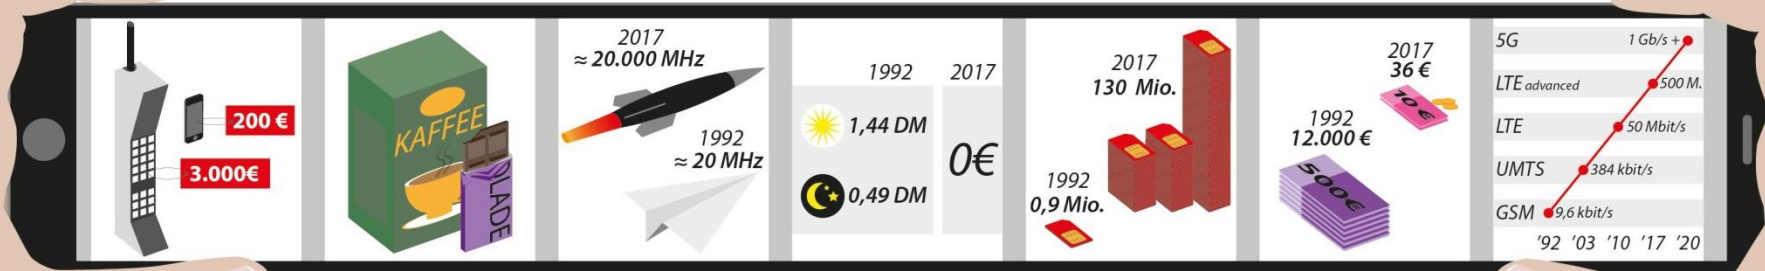 200 €
3.000€
KAFFEE
OLADE
2017
≈ 20.000 MHz
1992
≈ 20 MHz
1992 2017
1,44 DM
0,49 DM
0€
2017
130 Mio.
1992
0,9 Mio.
2017
36 €
10 €
1992
12.000 €
500€
5G 1 Gb/s +
LTE advanced 500 M.
LTE 50 Mbit/s
UMTS 384 kbit/s
GSM 9,6 kbit/s
'92 '03 '10 '17 '20